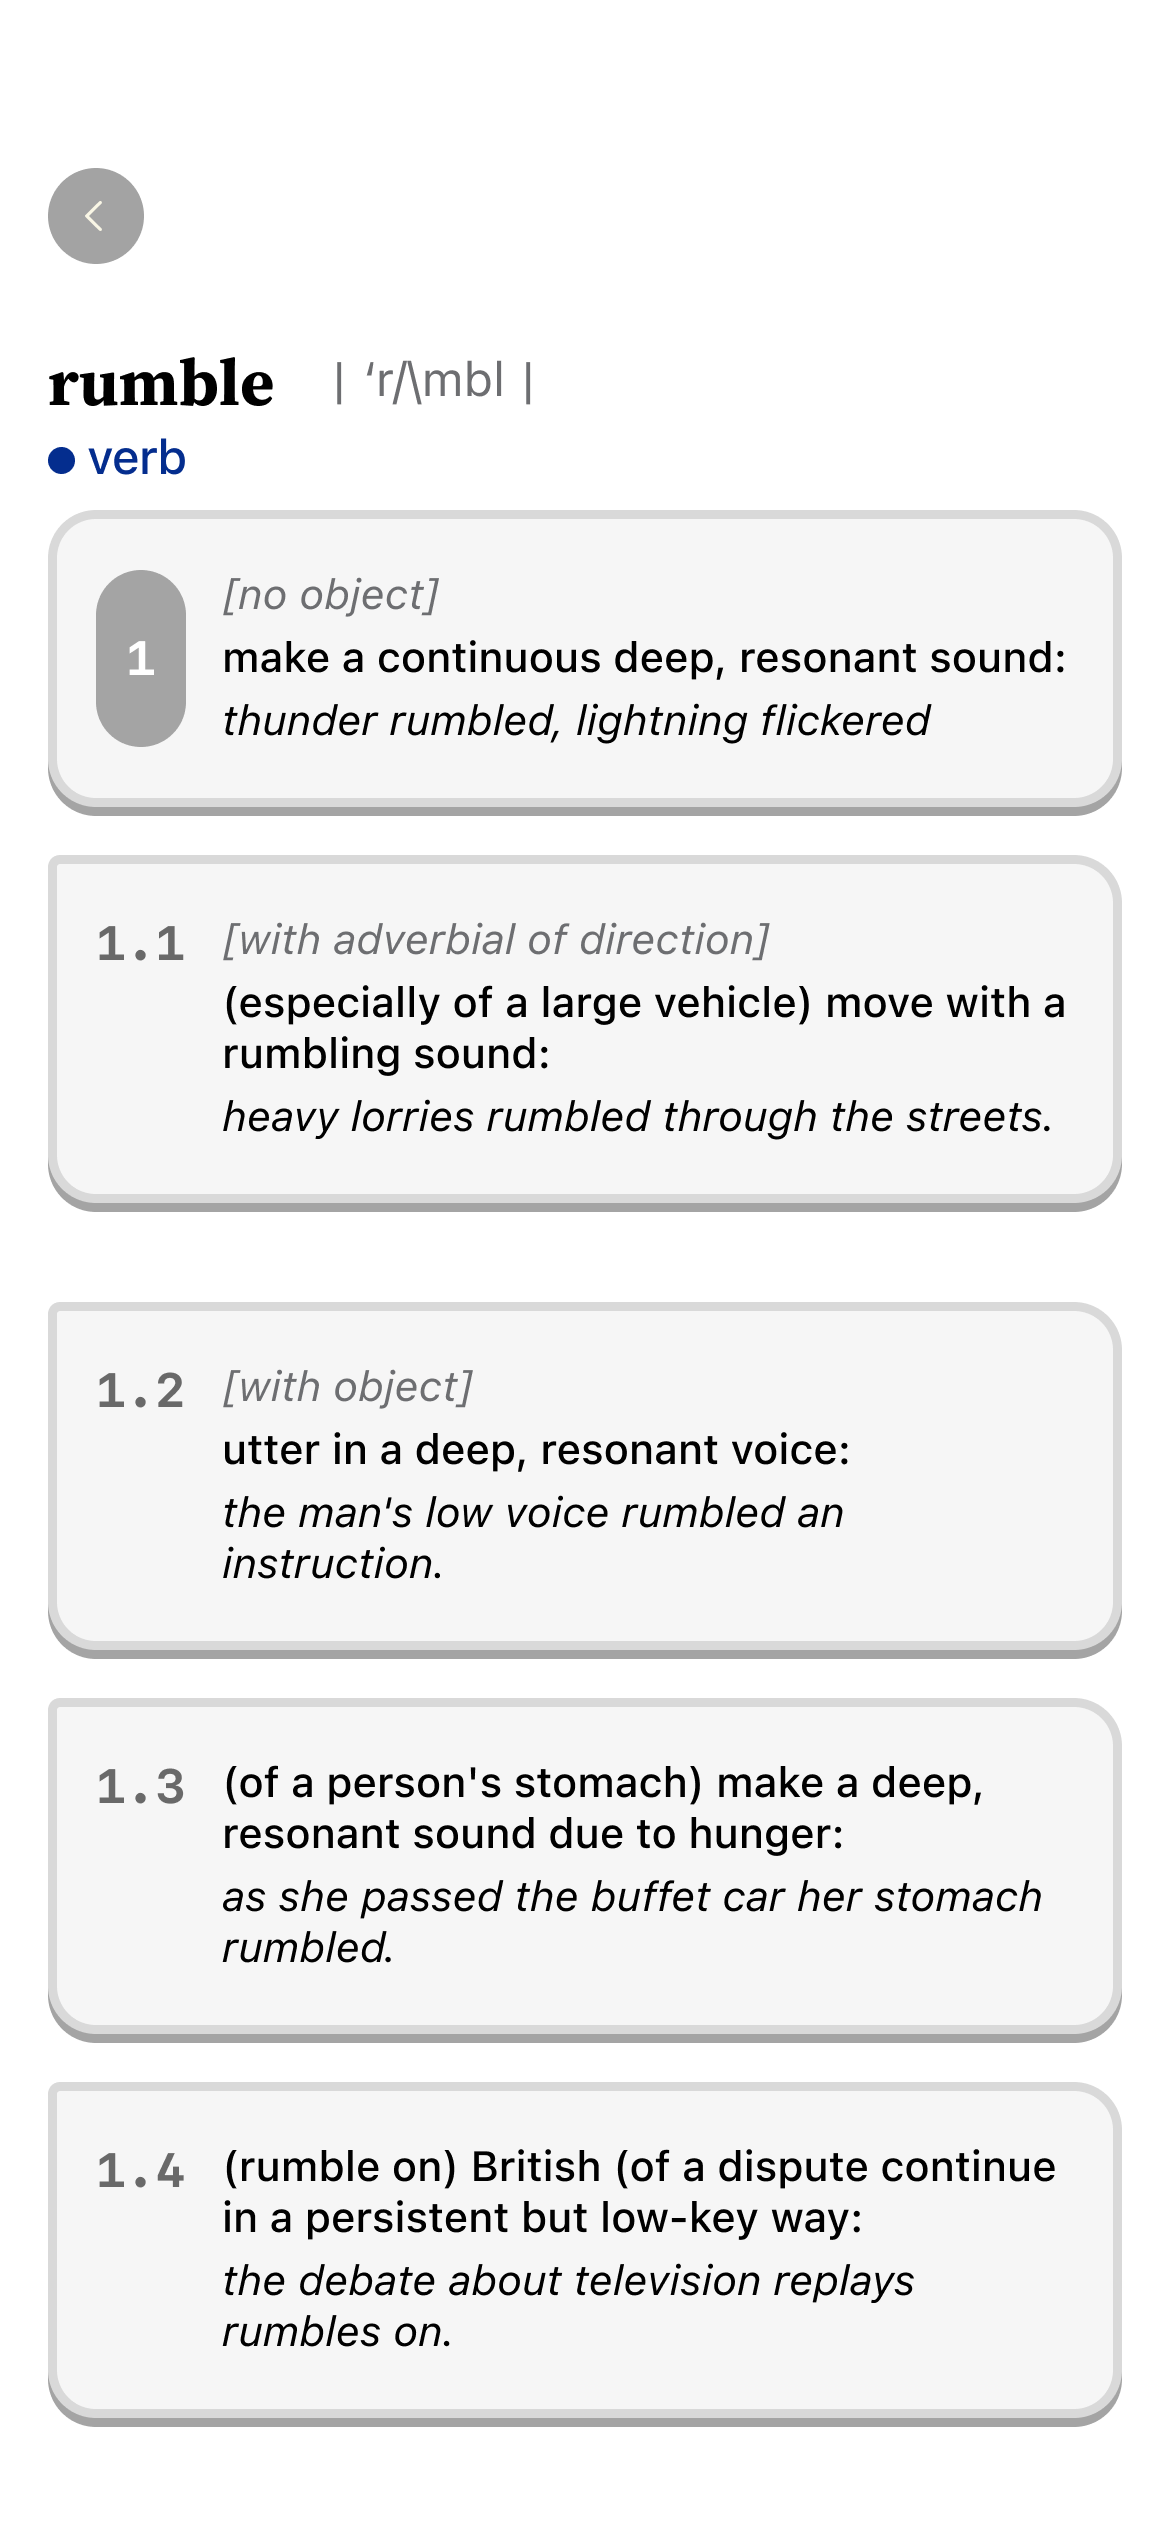 rumble | ‘r/\mbl |
verb
[no object]
1 make a continuous deep, resonant sound:
thunder rumbled, lightning flickered
1.1 [with adverbial of direction]
(especially of a large vehicle) move with a
rumbling sound:
heavy lorries rumbled through the streets.
1.2 [with object]
utter in a deep, resonant voice:
the man's low voice rumbled an
instruction.
1.3 (of a person's stomach) make a deep,
resonant sound due to hunger:
as she passed the buffet car her stomach
rumbled.
1.4 (rumble on) British (of a dispute continue
in a persistent but low-key way:
the debate about television replays
rumbles on.